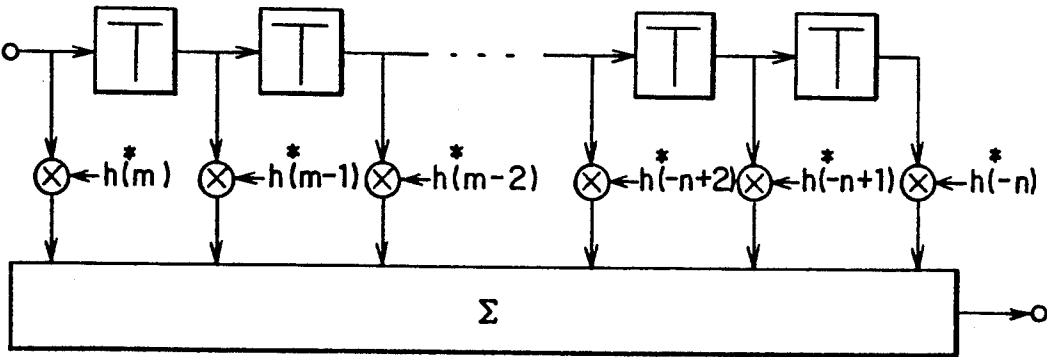 T T T T
h*(m) h*(m-1) h*(m-2) h*(-n+2) h*(-n+1) h*(-n)
Σ